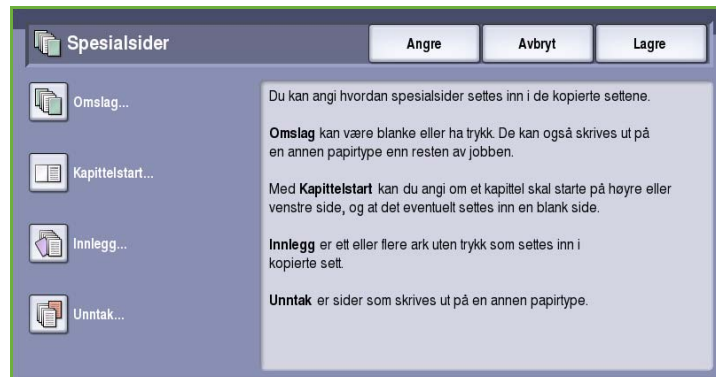 Spesialsider
Angre
Avbryt
Lagre
Omslag...
Kapittelstart...
Innlegg...
Unntak...
Du kan angi hvordan spesialsider settes inn i de kopierte settene.
Omslag kan være blanke eller ha trykk. De kan også skrives ut på
en annen papirtype enn resten av jobben.
Med Kapittelstart kan du angi om et kapittel skal starte på høyre eller
venstre side, og at det eventuelt settes inn en blank side.
Innlegg er ett eller flere ark uten trykk som settes inn i
kopierte sett.
Unntak er sider som skrives ut på en annen papirtype.